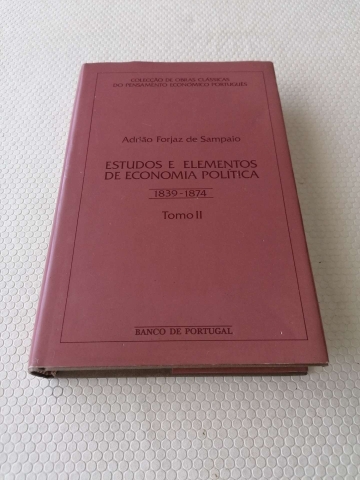 COLECÇÃO DE OBRAS CLÁSSICAS
DO PENSAMENTO ECONÓMICO PORTUGUÊS
Adrião Forjaz de Sampaio
ESTUDOS E ELEMENTOS
DE ECONOMIA POLÍTICA
1839-1874
Tomo II
BANCO DE PORTUGAL